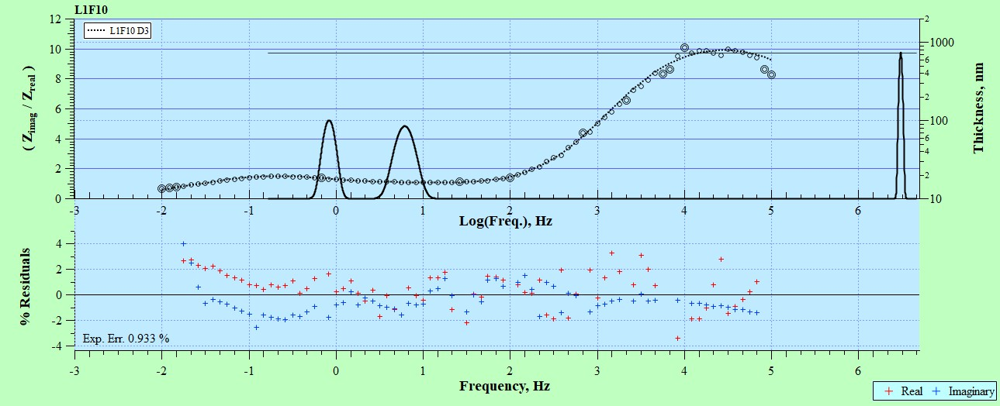 L1F10
12
10
8
6
4
2
0
( Zimag / Zreal )
L1F10 D3
2
1000
6
4
2
100
6
4
2
10
Thickness, nm
-3 -2 -1 0 1 2 3 4 5 6
Log(Freq.), Hz
4
2
0
-2
-4
% Residuals
Exp. Err. 0.933 %
-3 -2 -1 0 1 2 3 4 5 6
Frequency, Hz
+ Real + Imaginary